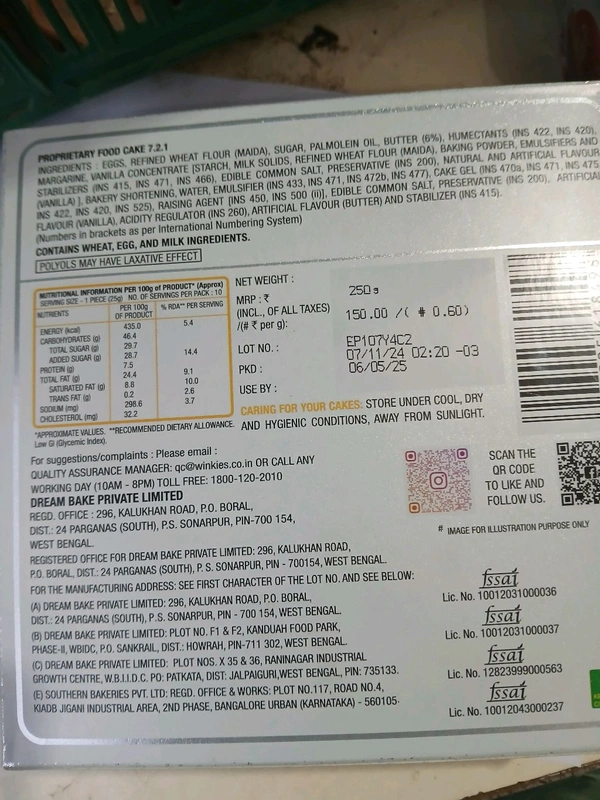 PROPRIETARY FOOD CAKE 7.2.1
INGREDIENTS : EGGS, REFINED WHEAT FLOUR (MAIDA), SUGAR, PALMOLEIN OIL, BUTTER (6%), HUMECTANTS (INS 422, INS 420),
MARGARINE, VANILLA CONCENTRATE [STARCH, MILK SOLIDS, REFINED WHEAT FLOUR (MAIDA), BAKING POWDER, EMULSIFIERS AND
STABILIZERS (INS 415, INS 471, INS 466), EDIBLE COMMON SALT, PRESERVATIVE (INS 200), NATURAL AND ARTIFICIAL FLAVOUR
(VANILLA) ], BAKERY SHORTENING, WATER, EMULSIFIER (INS 433, INS 471, INS 472b, INS 477), CAKE GEL (INS 470a, INS 471, INS 475
INS 422, INS 420, INS 525), RAISING AGENT [INS 450, INS 500 (ii)], EDIBLE COMMON SALT, PRESERVATIVE (INS 200), ARTIFICIAL
FLAVOUR (VANILLA), ACIDITY REGULATOR (INS 260), ARTIFICIAL FLAVOUR (BUTTER) AND STABILIZER (INS 415).
(Numbers in brackets as per International Numbering System)
CONTAINS WHEAT, EGG, AND MILK INGREDIENTS.
POLYOLS MAY HAVE LAXATIVE EFFECT
NUTRITIONAL INFORMATION PER 100g of PRODUCT* (Approx)
SERVING SIZE - 1 PIECE (25g) NO. OF SERVINGS PER PACK : 10
NUTRIENTS PER 100g OF PRODUCT % RDA** PER SERVING
ENERGY (kcal) 435.0 5.4
CARBOHYDRATES (g) 46.4
TOTAL SUGAR (g) 29.7
ADDED SUGAR (g) 28.7 14.4
PROTEIN (g) 7.5
TOTAL FAT (g) 24.4 9.1
SATURATED FAT (g) 8.8 10.0
TRANS FAT (g) 0.2 2.6
SODIUM (mg) 298.6 3.7
CHOLESTEROL (mg) 32.2
*APPROXIMATE VALUES. **RECOMMENDED DIETARY ALLOWANCE.
Low GI (Glycemic Index).
NET WEIGHT : 250 g
MRP : ₹ 150.00 /( # 0.60)
(INCL., OF ALL TAXES)
/(# ₹ per g):
LOT NO. : EP107Y4C2
07/11/24 02:20 -03
PKD : 06/05/25
USE BY :
CARING FOR YOUR CAKES: STORE UNDER COOL, DRY
AND HYGIENIC CONDITIONS, AWAY FROM SUNLIGHT.
For suggestions/complaints : Please email :
QUALITY ASSURANCE MANAGER: qc@winkies.co.in OR CALL ANY
WORKING DAY (10AM - 8PM) TOLL FREE: 1800-120-2010
DREAM BAKE PRIVATE LIMITED
REGD. OFFICE : 296, KALUKHAN ROAD, P.O. BORAL,
DIST.: 24 PARGANAS (SOUTH), P.S. SONARPUR, PIN-700 154,
WEST BENGAL.
REGISTERED OFFICE FOR DREAM BAKE PRIVATE LIMITED: 296, KALUKHAN ROAD,
P.O. BORAL, DIST.: 24 PARGANAS (SOUTH), P. S. SONARPUR, PIN - 700154, WEST BENGAL.
FOR THE MANUFACTURING ADDRESS: SEE FIRST CHARACTER OF THE LOT NO. AND SEE BELOW:
(A) DREAM BAKE PRIVATE LIMITED: 296, KALUKHAN ROAD, P.O. BORAL,
DIST.: 24 PARGANAS (SOUTH), P.S. SONARPUR, PIN - 700 154, WEST BENGAL.
(B) DREAM BAKE PRIVATE LIMITED: PLOT NO. F1 & F2, KANDUAH FOOD PARK,
PHASE-II, WBIDC, P.O. SANKRAIL, DIST.: HOWRAH, PIN-711 302, WEST BENGAL.
(C) DREAM BAKE PRIVATE LIMITED: PLOT NOS. X 35 & 36, RANINAGAR INDUSTRIAL
GROWTH CENTRE, W.B.I.I.D.C. PO: PATKATA, DIST: JALPAIGURI,WEST BENGAL, PIN: 735133.
(E) SOUTHERN BAKERIES PVT. LTD: REGD. OFFICE & WORKS: PLOT NO.117, ROAD NO.4,
KIADB JIGANI INDUSTRIAL AREA, 2ND PHASE, BANGALORE URBAN (KARNATAKA) - 560105.
SCAN THE
QR CODE
TO LIKE AND
FOLLOW US.
# IMAGE FOR ILLUSTRATION PURPOSE ONLY
fssai
Lic. No. 10012031000036
fssai
Lic. No. 10012031000037
fssai
Lic. No. 12823999000563
fssai
Lic. No. 10012043000237